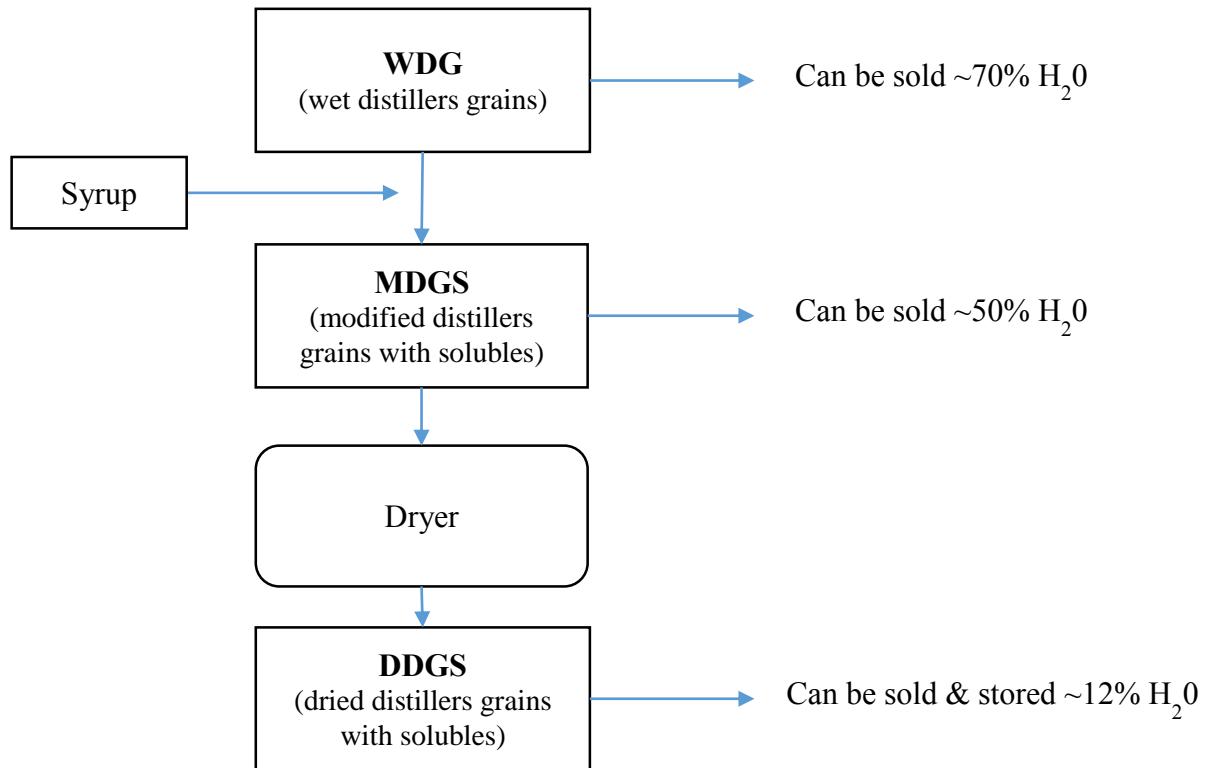 WDG
(wet distillers grains)
Can be sold ~70% H₂0
Syrup
MDGS
(modified distillers
grains with solubles)
Can be sold ~50% H₂0
Dryer
DDGS
(dried distillers grains
with solubles)
Can be sold & stored ~12% H₂0